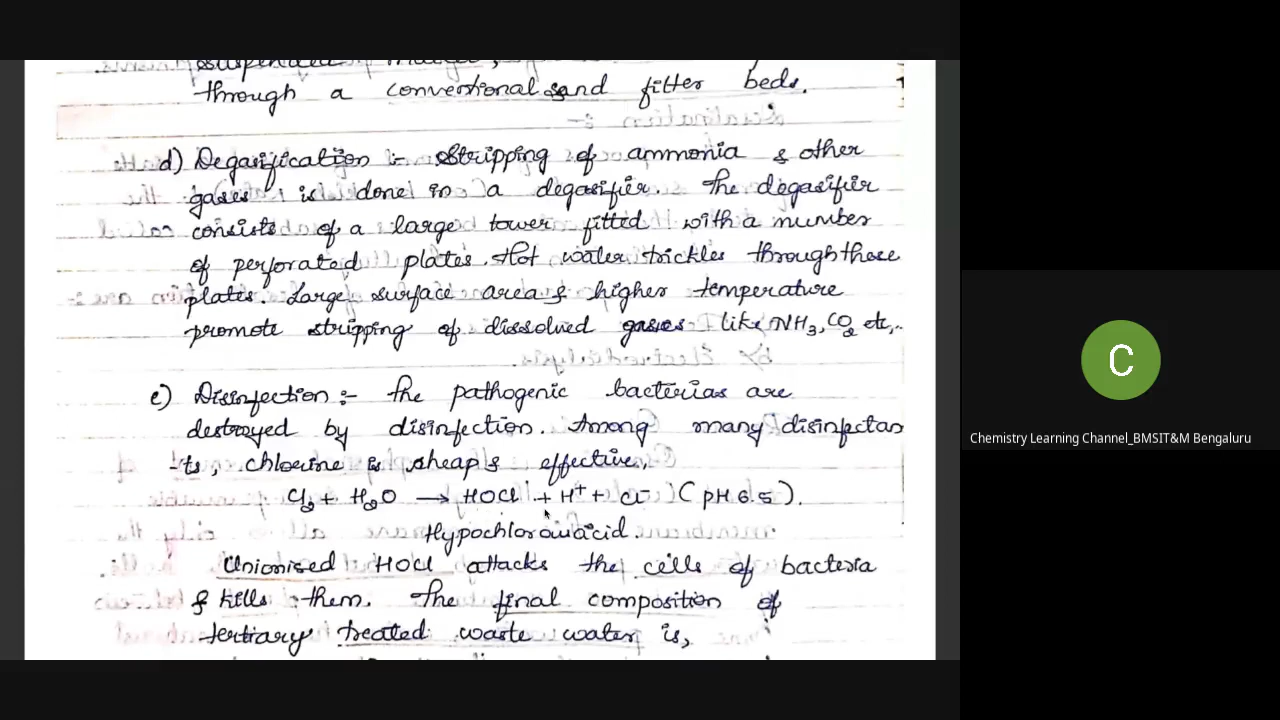 suspended matter,
through a conventional sand filter beds.
d) Degasification :- Stripping of ammonia & other
gases is done in a degasifier. The degasifier
consists of a large tower fitted with a number
of perforated plates. Hot water trickles through these
plates. Large surface area & higher temperature
promote stripping of dissolved gases like NH3, CO2 etc,.
e) Disinfection :- The pathogenic bacterias are
destroyed by disinfection. Among many disinfectan
-ts, chlorine is cheap & effective.
Cl2 + H2O → HOCl + H+ + Cl- (pH 6.5).
Hypochlorous acid.
Unionised HOCl attacks the cells of bacteria
& kills them. The final composition of
tertiary treated waste water is,
C
Chemistry Learning Channel_BMSIT&M Bengaluru